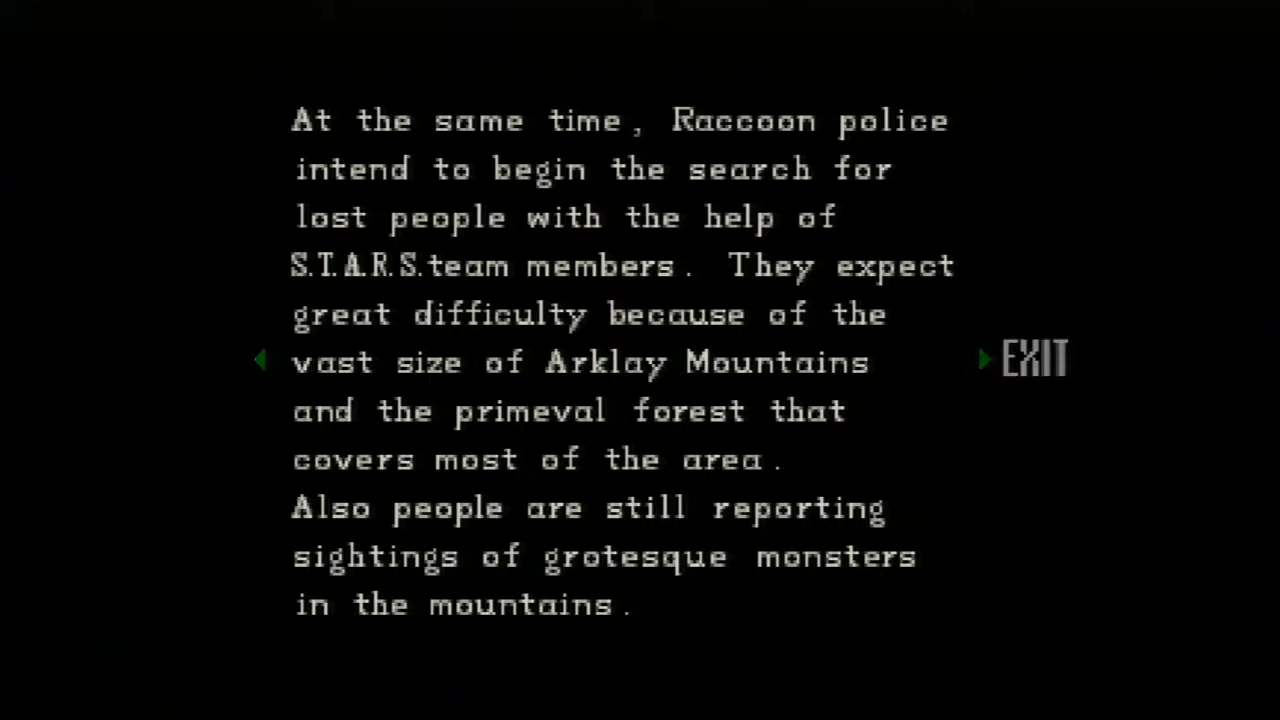 At the same time, Raccoon police
intend to begin the search for
lost people with the help of
S.T.A.R.S.team members. They expect
great difficulty because of the
vast size of Arklay Mountains
EXIT
and the primeval forest that
covers most of the area.
Also people are still reporting
sightings of grotesque monsters
in the mountains.